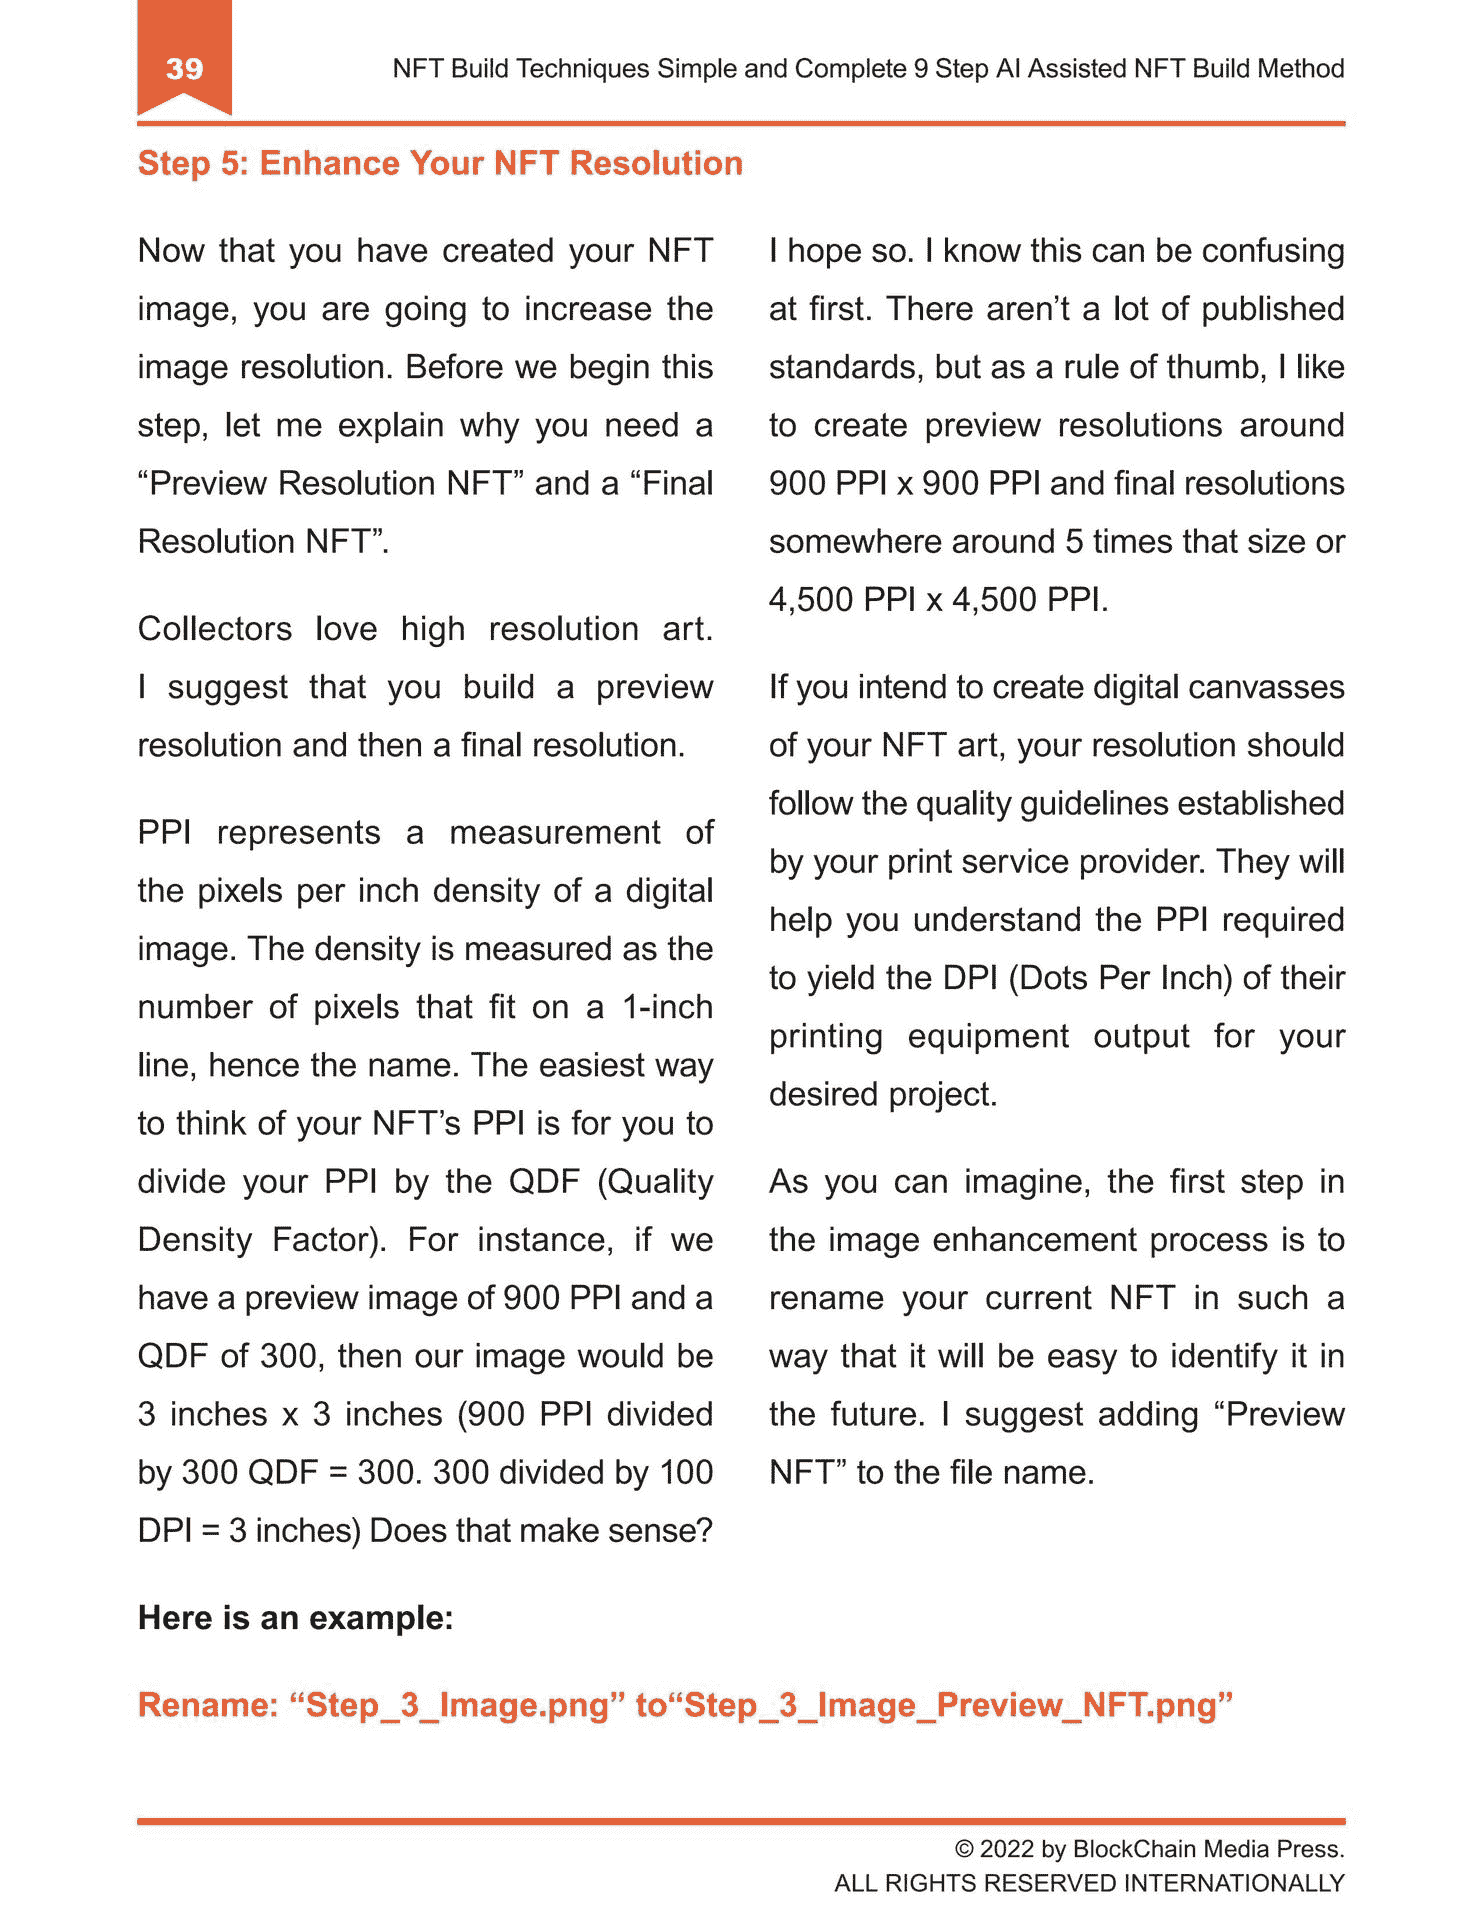 39
NFT Build Techniques Simple and Complete 9 Step AI Assisted NFT Build Method
Step 5: Enhance Your NFT Resolution
Now that you have created your NFT
image, you are going to increase the
image resolution. Before we begin this
step, let me explain why you need a
“Preview Resolution NFT” and a “Final
Resolution NFT”.
Collectors love high resolution art.
I suggest that you build a preview
resolution and then a final resolution.
PPI represents a measurement of
the pixels per inch density of a digital
image. The density is measured as the
number of pixels that fit on a 1-inch
line, hence the name. The easiest way
to think of your NFT’s PPI is for you to
divide your PPI by the QDF (Quality
Density Factor). For instance, if we
have a preview image of 900 PPI and a
QDF of 300, then our image would be
3 inches x 3 inches (900 PPI divided
by 300 QDF = 300. 300 divided by 100
DPI = 3 inches) Does that make sense?
I hope so. I know this can be confusing
at first. There aren’t a lot of published
standards, but as a rule of thumb, I like
to create preview resolutions around
900 PPI x 900 PPI and final resolutions
somewhere around 5 times that size or
4,500 PPI x 4,500 PPI.
If you intend to create digital canvasses
of your NFT art, your resolution should
follow the quality guidelines established
by your print service provider. They will
help you understand the PPI required
to yield the DPI (Dots Per Inch) of their
printing equipment output for your
desired project.
As you can imagine, the first step in
the image enhancement process is to
rename your current NFT in such a
way that it will be easy to identify it in
the future. I suggest adding “Preview
NFT” to the file name.
Here is an example:
Rename: “Step_3_Image.png” to“Step_3_Image_Preview_NFT.png”
© 2022 by BlockChain Media Press.
ALL RIGHTS RESERVED INTERNATIONALLY